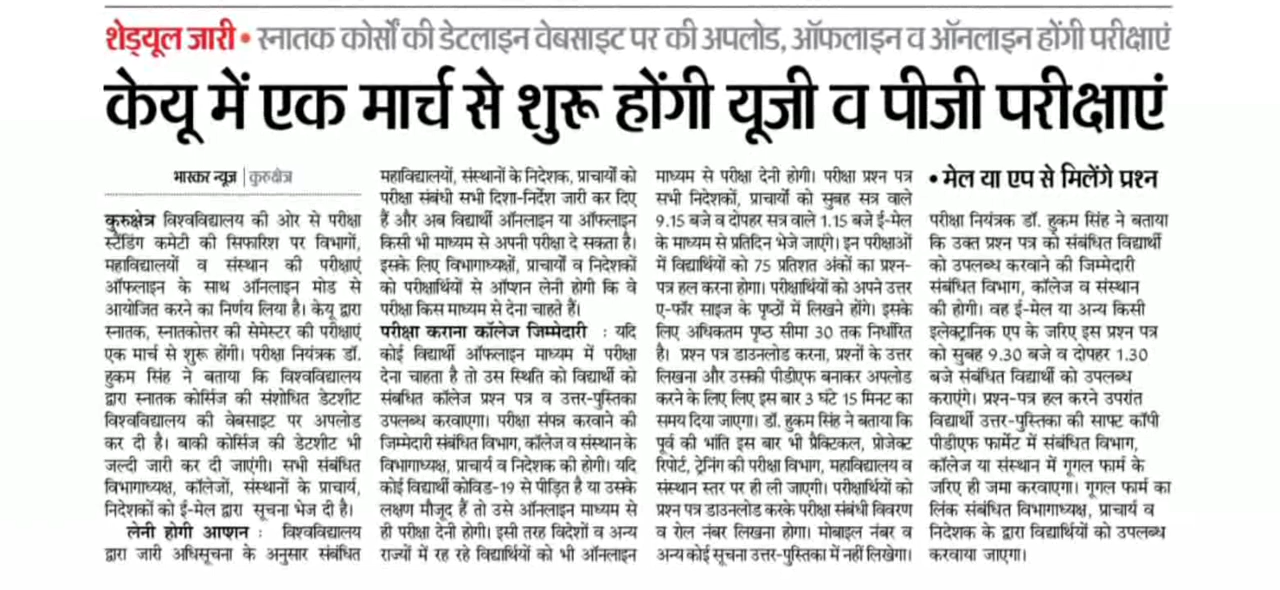 शेड्यूल जारी • स्नातक कोर्सों की डेटलाइन वेबसाइट पर की अपलोड, ऑफलाइन व ऑनलाइन होंगी परीक्षाएं
केयू में एक मार्च से शुरू होंगी यूजी व पीजी परीक्षाएं
भास्कर न्यूज | कुरुक्षेत्र
कुरुक्षेत्र विश्वविद्यालय की ओर से परीक्षा
स्टैंडिंग कमेटी की सिफारिश पर विभागों,
महाविद्यालयों व संस्थान की परीक्षाएं
ऑफलाइन के साथ ऑनलाइन मोड से
आयोजित करने का निर्णय लिया है। केयू द्वारा
स्नातक, स्नातकोत्तर की सेमेस्टर की परीक्षाएं
एक मार्च से शुरू होंगी। परीक्षा नियंत्रक डॉ.
हुकम सिंह ने बताया कि विश्वविद्यालय
द्वारा स्नातक कोर्सिज की संशोधित डेटशीट
विश्वविद्यालय की वेबसाइट पर अपलोड
कर दी है। बाकी कोर्सिज की डेटशीट भी
जल्दी जारी कर दी जाएंगी। सभी संबंधित
विभागाध्यक्ष, कॉलेजों, संस्थानों के प्राचार्य,
निदेशकों को ई-मेल द्वारा सूचना भेज दी है।
लेनी होगी आप्शन : विश्वविद्यालय
द्वारा जारी अधिसूचना के अनुसार संबंधित
महाविद्यालयों, संस्थानों के निदेशक, प्राचार्यों को
परीक्षा संबंधी सभी दिशा-निर्देश जारी कर दिए
हैं और अब विद्यार्थी ऑनलाइन या ऑफलाइन
किसी भी माध्यम से अपनी परीक्षा दे सकता है।
इसके लिए विभागाध्यक्षों, प्राचार्यों व निदेशकों
को परीक्षार्थियों से ऑप्शन लेनी होगी कि वे
परीक्षा किस माध्यम से देना चाहते हैं।
परीक्षा कराना कॉलेज जिम्मेदारी : यदि
कोई विद्यार्थी ऑफलाइन माध्यम में परीक्षा
देना चाहता है तो उस स्थिति को विद्यार्थी को
संबधित कॉलेज प्रश्न पत्र व उत्तर-पुस्तिका
उपलब्ध करवाएगा। परीक्षा संपन्न करवाने की
जिम्मेदारी संबंधित विभाग, कॉलेज व संस्थान के
विभागाध्यक्ष, प्राचार्य व निदेशक की होगी। यदि
कोई विद्यार्थी कोविड-19 से पीड़ित है या उसके
लक्षण मौजूद हैं तो उसे ऑनलाइन माध्यम से
ही परीक्षा देनी होगी। इसी तरह विदेशों व अन्य
राज्यों में रह रहे विद्यार्थियों को भी ऑनलाइन
माध्यम से परीक्षा देनी होगी। परीक्षा प्रश्न पत्र
सभी निदेशकों, प्राचार्यों को सुबह सत्र वाले
9.15 बजे व दोपहर सत्र वाले 1.15 बजे ई-मेल
के माध्यम से प्रतिदिन भेजे जाएंगे। इन परीक्षाओं
में विद्यार्थियों को 75 प्रतिशत अंकों का प्रश्न-
पत्र हल करना होगा। परीक्षार्थियों को अपने उत्तर
ए-फॉर साइज के पृष्ठों में लिखने होंगे। इसके
लिए अधिकतम पृष्ठ सीमा 30 तक निर्धारित
है। प्रश्न पत्र डाउनलोड करना, प्रश्नों के उत्तर
लिखना और उसकी पीडीएफ बनाकर अपलोड
करने के लिए लिए इस बार 3 घंटे 15 मिनट का
समय दिया जाएगा। डॉ. हुकम सिंह ने बताया कि
पूर्व की भांति इस बार भी प्रैक्टिकल, प्रोजेक्ट
रिपोर्ट, ट्रेनिंग की परीक्षा विभाग, महाविद्यालय व
संस्थान स्तर पर ही ली जाएगी। परीक्षार्थियों को
प्रश्न पत्र डाउनलोड करके परीक्षा संबंधी विवरण
व रोल नंबर लिखना होगा। मोबाइल नंबर व
अन्य कोई सूचना उत्तर-पुस्तिका में नहीं लिखेगा।
• मेल या एप से मिलेंगे प्रश्न
परीक्षा नियंत्रक डॉ. हुकम सिंह ने बताया
कि उक्त प्रश्न पत्र को संबंधित विद्यार्थी
को उपलब्ध करवाने की जिम्मेदारी
संबंधित विभाग, कॉलेज व संस्थान
की होगी। वह ई-मेल या अन्य किसी
इलेक्ट्रानिक एप के जरिए इस प्रश्न पत्र
को सुबह 9.30 बजे व दोपहर 1.30
बजे संबंधित विद्यार्थी को उपलब्ध
कराएंगे। प्रश्न-पत्र हल करने उपरांत
विद्यार्थी उत्तर-पुस्तिका की साफ्ट कॉपी
पीडीएफ फार्मेट में संबंधित विभाग,
कॉलेज या संस्थान में गूगल फार्म के
जरिए ही जमा करवाएगा। गूगल फार्म का
लिंक संबंधित विभागाध्यक्ष, प्राचार्य व
निदेशक के द्वारा विद्यार्थियों को उपलब्ध
करवाया जाएगा।